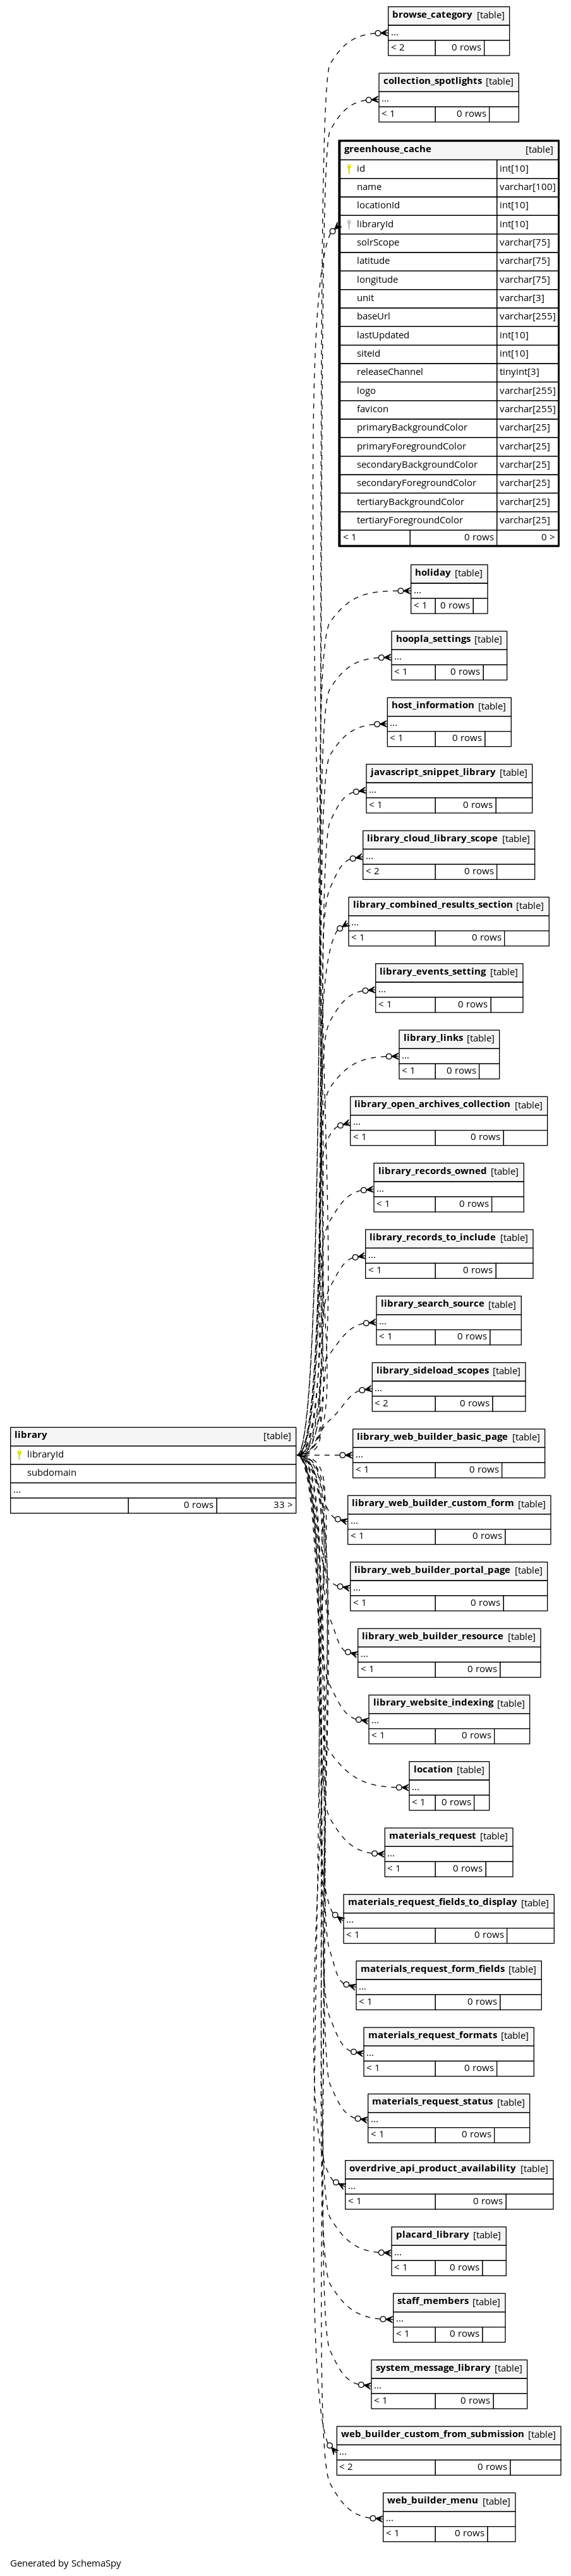 browse_category [table]
...
< 2 0 rows
collection_spotlights [table]
...
< 1 0 rows
greenhouse_cache [table]
id int[10]
name varchar[100]
locationId int[10]
libraryId int[10]
solrScope varchar[75]
latitude varchar[75]
longitude varchar[75]
unit varchar[3]
baseUrl varchar[255]
lastUpdated int[10]
siteId int[10]
releaseChannel tinyint[3]
logo varchar[255]
favicon varchar[255]
primaryBackgroundColor varchar[25]
primaryForegroundColor varchar[25]
secondaryBackgroundColor varchar[25]
secondaryForegroundColor varchar[25]
tertiaryBackgroundColor varchar[25]
tertiaryForegroundColor varchar[25]
< 1 0 rows 0 >
holiday [table]
...
< 1 0 rows
hoopla_settings [table]
...
< 1 0 rows
host_information [table]
...
< 1 0 rows
javascript_snippet_library [table]
...
< 1 0 rows
library_cloud_library_scope [table]
...
< 2 0 rows
library_combined_results_section [table]
...
< 1 0 rows
library_events_setting [table]
...
< 1 0 rows
library_links [table]
...
< 1 0 rows
library_open_archives_collection [table]
...
< 1 0 rows
library_records_owned [table]
...
< 1 0 rows
library_records_to_include [table]
...
< 1 0 rows
library_search_source [table]
...
< 1 0 rows
library_sideload_scopes [table]
...
< 2 0 rows
library [table]
libraryId
subdomain
...
0 rows 33 >
library_web_builder_basic_page [table]
...
< 1 0 rows
library_web_builder_custom_form [table]
...
< 1 0 rows
library_web_builder_portal_page [table]
...
< 1 0 rows
library_web_builder_resource [table]
...
< 1 0 rows
library_website_indexing [table]
...
< 1 0 rows
location [table]
...
< 1 0 rows
materials_request [table]
...
< 1 0 rows
materials_request_fields_to_display [table]
...
< 1 0 rows
materials_request_form_fields [table]
...
< 1 0 rows
materials_request_formats [table]
...
< 1 0 rows
materials_request_status [table]
...
< 1 0 rows
overdrive_api_product_availability [table]
...
< 1 0 rows
placard_library [table]
...
< 1 0 rows
staff_members [table]
...
< 1 0 rows
system_message_library [table]
...
< 1 0 rows
web_builder_custom_from_submission [table]
...
< 2 0 rows
web_builder_menu [table]
...
< 1 0 rows
Generated by SchemaSpy